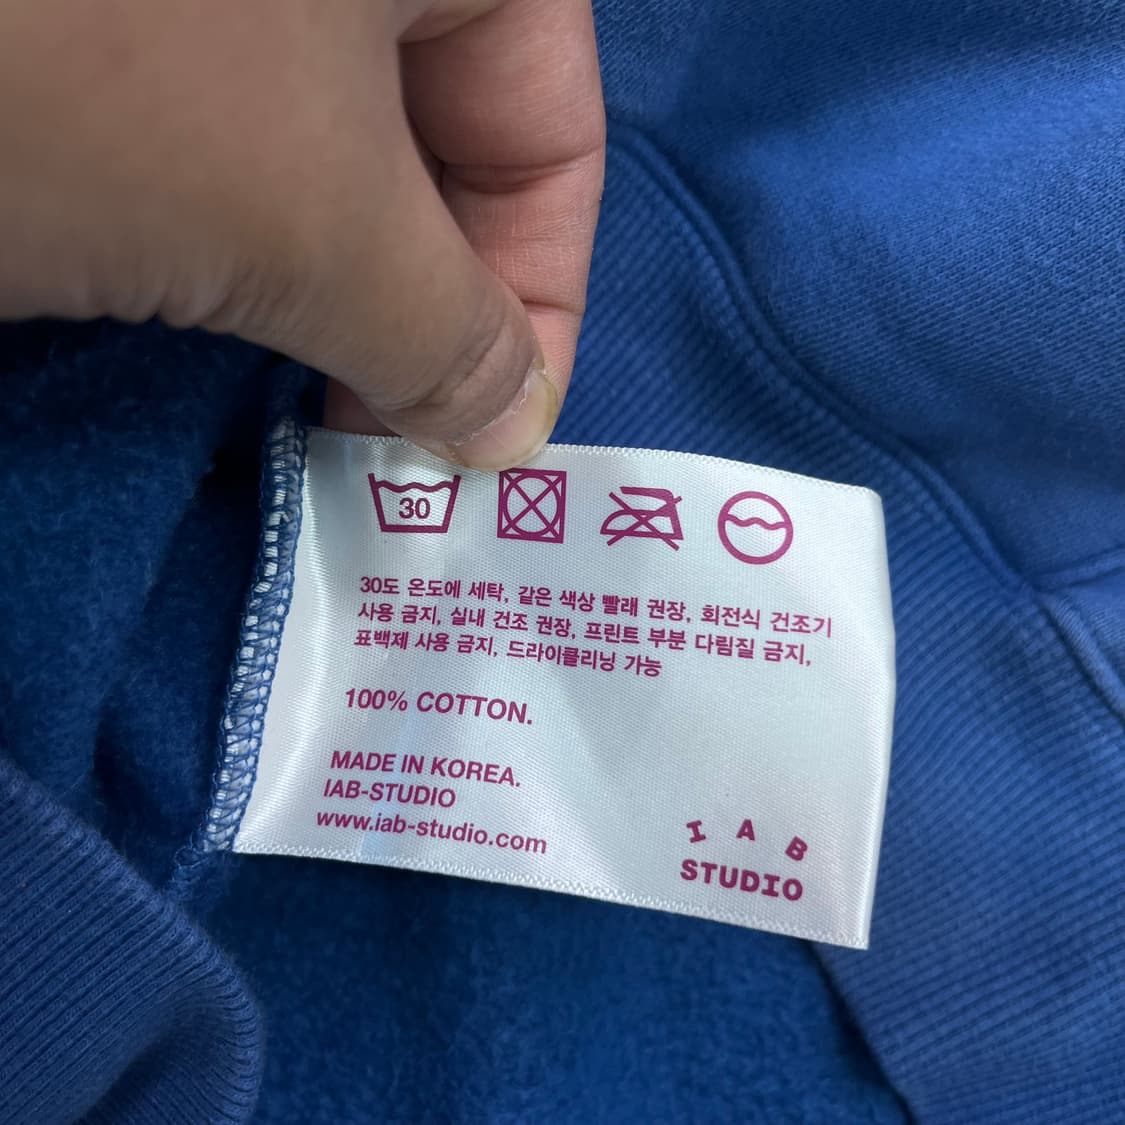 30
30도 온도에 세탁, 같은 색상 빨래 권장, 회전식 건조기
사용 금지, 실내 건조 권장, 프린트 부분 다림질 금지,
표백제 사용 금지, 드라이클리닝 가능
100% COTTON.
MADE IN KOREA.
IAB-STUDIO
www.iab-studio.com
I A B
STUDIO